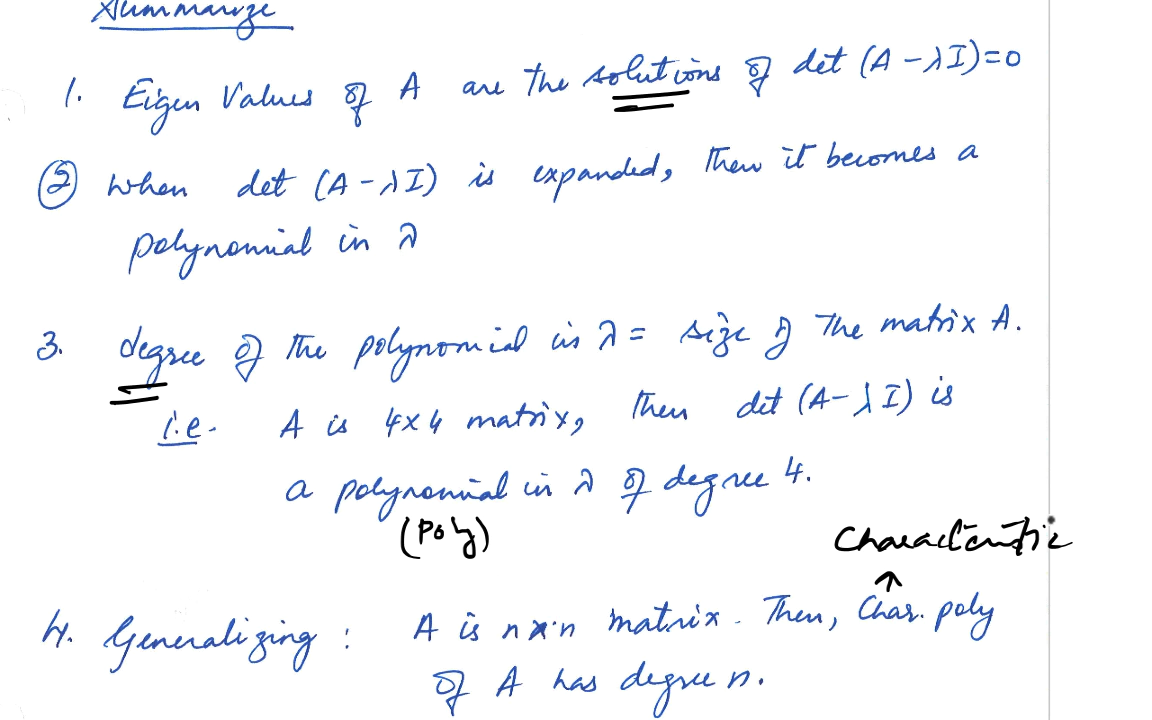 Summarize
1. Eigen Values of A are the solutions of det (A - λI)=0
② When det (A - λI) is expanded, then it becomes a
polynomial in λ
3. degree of the polynomial in λ = size of the matrix A.
i.e. A is 4×4 matrix, then det (A - λI) is
a polynomial in λ of degree 4.
(Poly)
Characteristic
↑
4. Generalizing : A is n×n matrix. Then, Char. poly
of A has degree n.